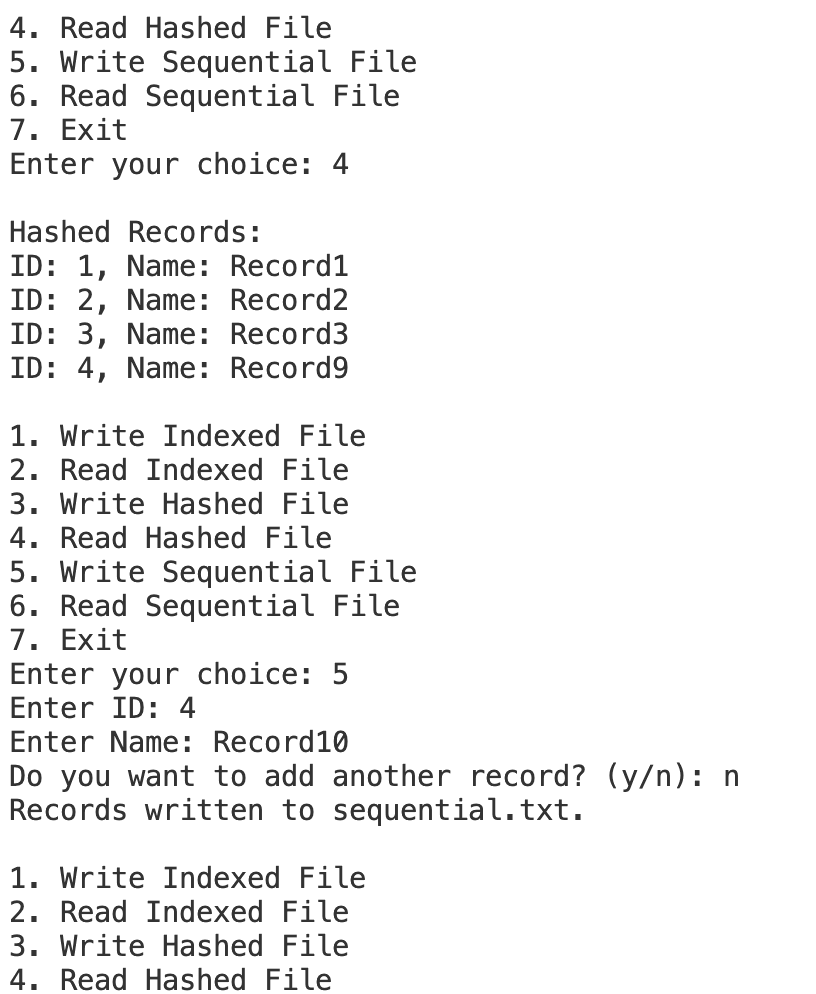 4. Read Hashed File
5. Write Sequential File
6. Read Sequential File
7. Exit
Enter your choice: 4
Hashed Records:
ID: 1, Name: Record1
ID: 2, Name: Record2
ID: 3, Name: Record3
ID: 4, Name: Record9
1. Write Indexed File
2. Read Indexed File
3. Write Hashed File
4. Read Hashed File
5. Write Sequential File
6. Read Sequential File
7. Exit
Enter your choice: 5
Enter ID: 4
Enter Name: Record10
Do you want to add another record? (y/n): n
Records written to sequential.txt.
1. Write Indexed File
2. Read Indexed File
3. Write Hashed File
4. Read Hashed File